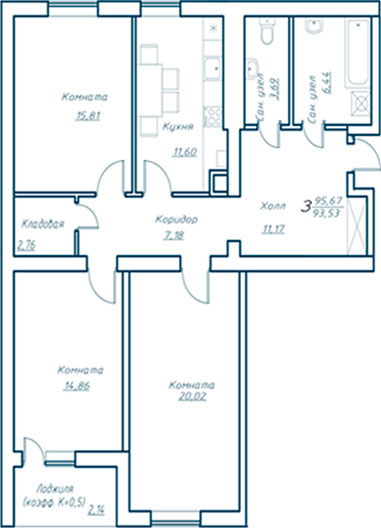 Комната
15,81
Кухня
11,60
Сан. узел
3,69
Сан. узел
6,44
Кладовая
2,76
Коридор
7,18
Холл
11,17
3 95,67
93,53
Комната
14,86
Комната
20,02
Лоджия
(коэфф. К=0,5) 2,14